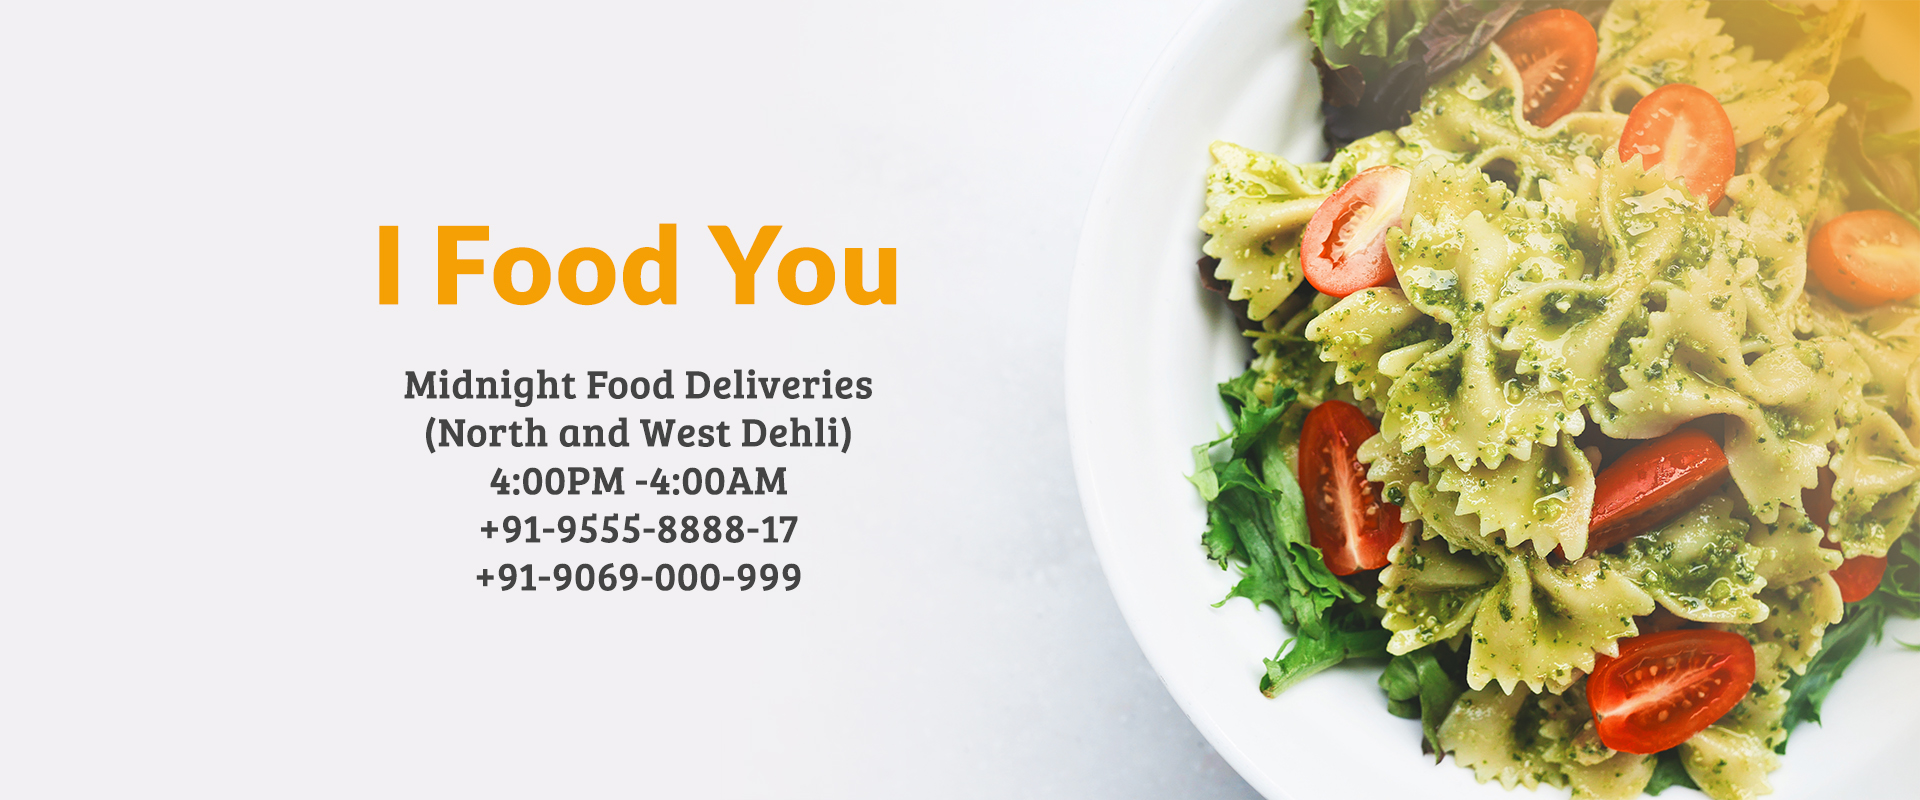 I Food You
Midnight Food Deliveries
(North and West Dehli)
4:00PM -4:00AM
+91-9555-8888-17
+91-9069-000-999